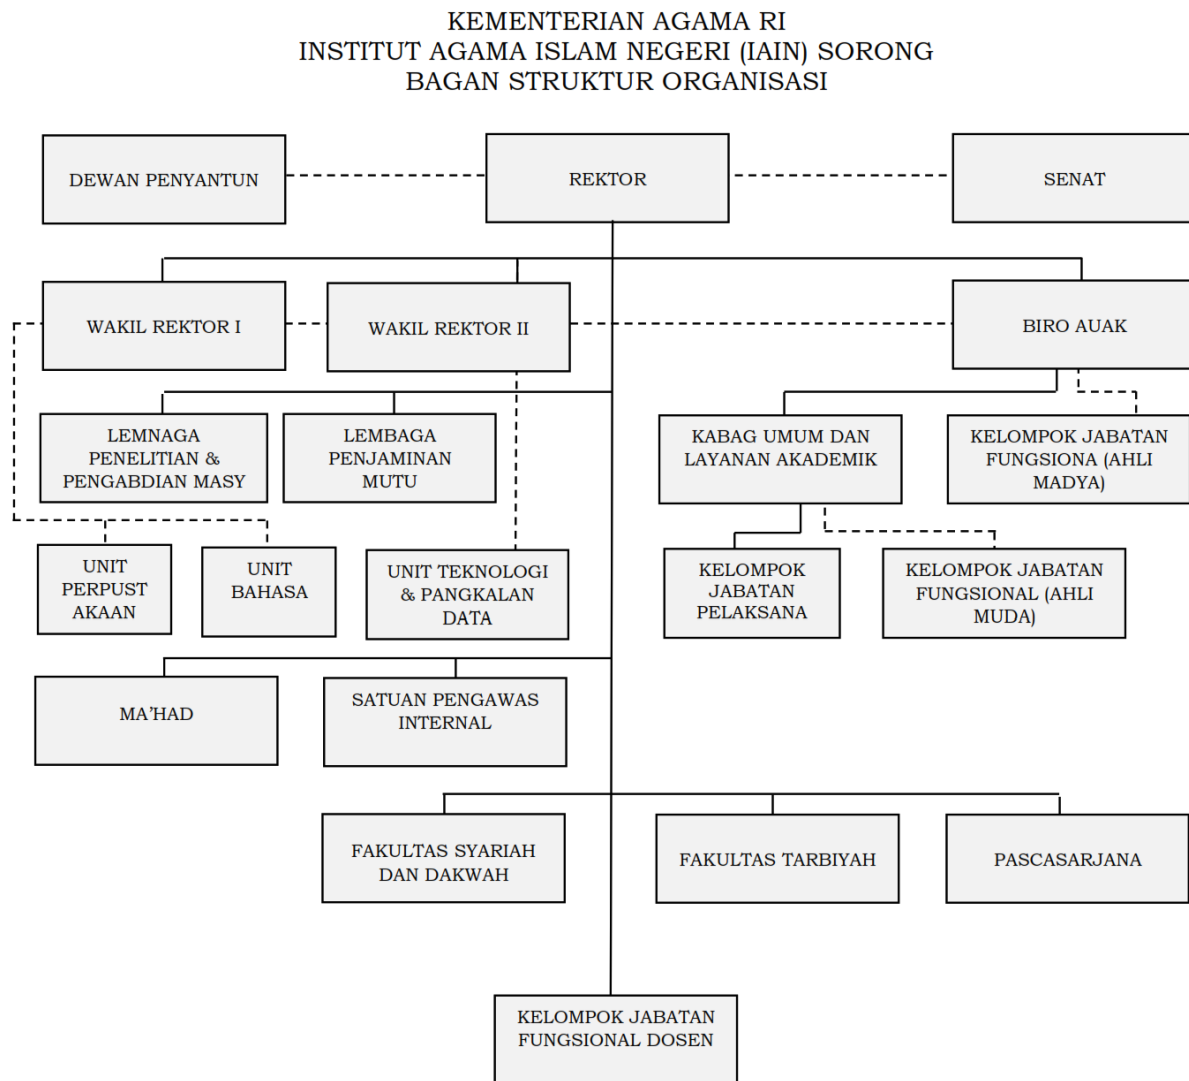 KEMENTERIAN AGAMA RI
INSTITUT AGAMA ISLAM NEGERI (IAIN) SORONG
BAGAN STRUKTUR ORGANISASI
DEWAN PENYANTUN
REKTOR
SENAT
WAKIL REKTOR I
WAKIL REKTOR II
BIRO AUAK
LEMNAGA
PENELITIAN &
PENGABDIAN MASY
LEMBAGA
PENJAMINAN
MUTU
KABAG UMUM DAN
LAYANAN AKADEMIK
KELOMPOK JABATAN
FUNGSIONA (AHLI
MADYA)
UNIT
PERPUST
AKAAN
UNIT
BAHASA
UNIT TEKNOLOGI
& PANGKALAN
DATA
KELOMPOK
JABATAN
PELAKSANA
KELOMPOK JABATAN
FUNGSIONAL (AHLI
MUDA)
MA'HAD
SATUAN PENGAWAS
INTERNAL
FAKULTAS SYARIAH
DAN DAKWAH
FAKULTAS TARBIYAH
PASCASARJANA
KELOMPOK JABATAN
FUNGSIONAL DOSEN